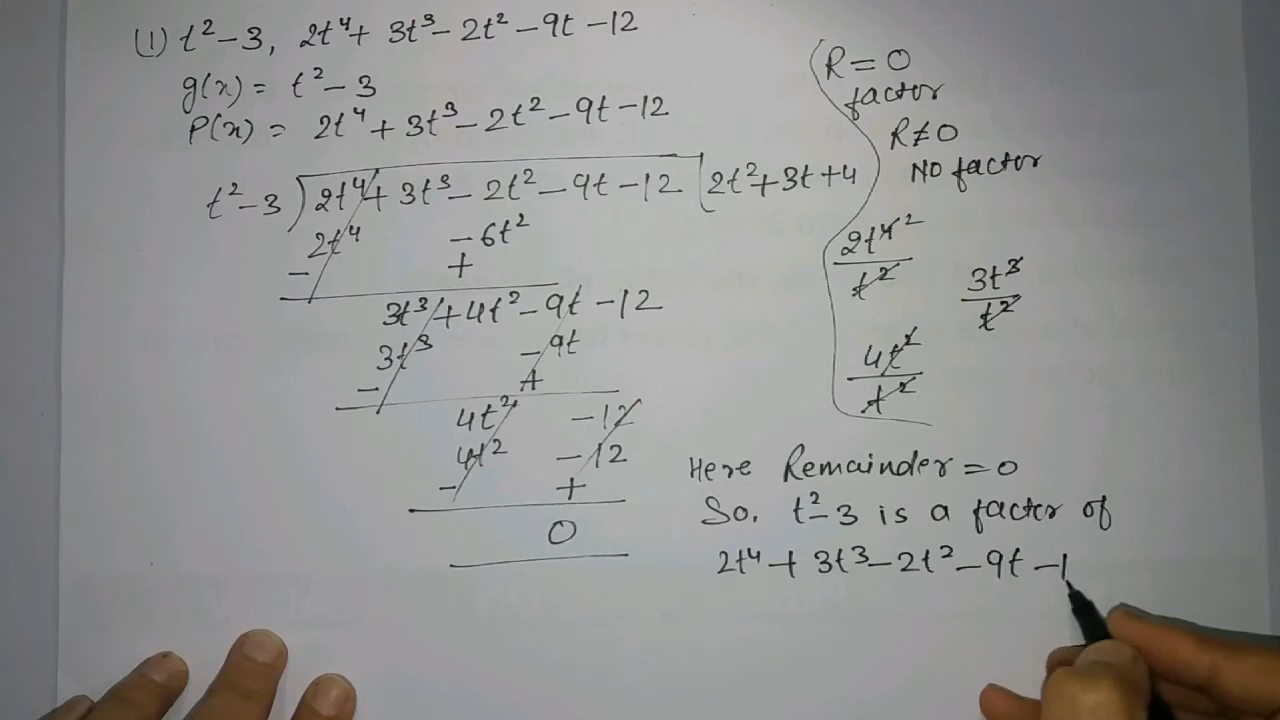 (1) t² - 3, 2t⁴ + 3t³ - 2t² - 9t - 12
g(x) = t² - 3
P(x) = 2t⁴ + 3t³ - 2t² - 9t - 12
t² - 3 ) 2t⁴ + 3t³ - 2t² - 9t - 12 ( 2t² + 3t + 4
2t⁴ - 6t²
- +
3t³ + 4t² - 9t - 12
3t³ - 9t
- +
4t² - 12
4t² - 12
- +
0
R = 0
factor
R ≠ 0
No factor
2t⁴ ²
t²
3t³
t²
4t²
t²
Here Remainder = 0
So, t² - 3 is a factor of
2t⁴ + 3t³ - 2t² - 9t - 1